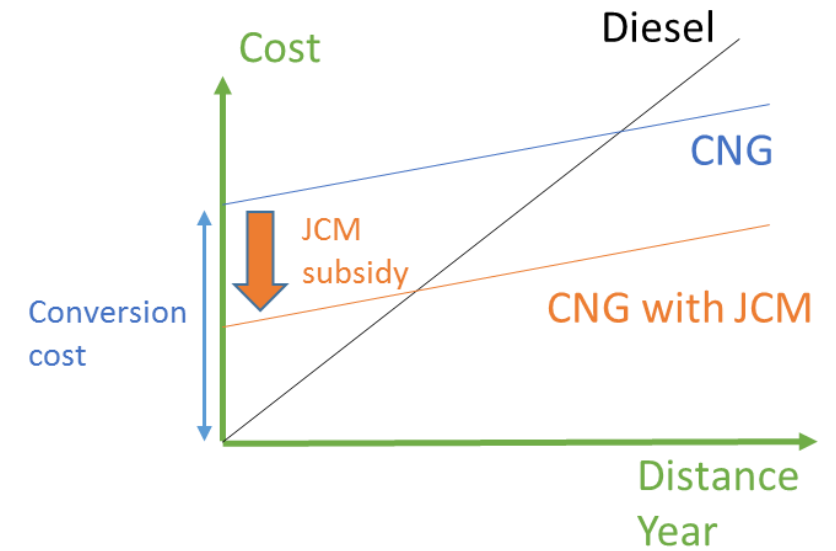 Diesel
Cost
CNG
JCM
subsidy
Conversion
cost
CNG with JCM
Distance
Year